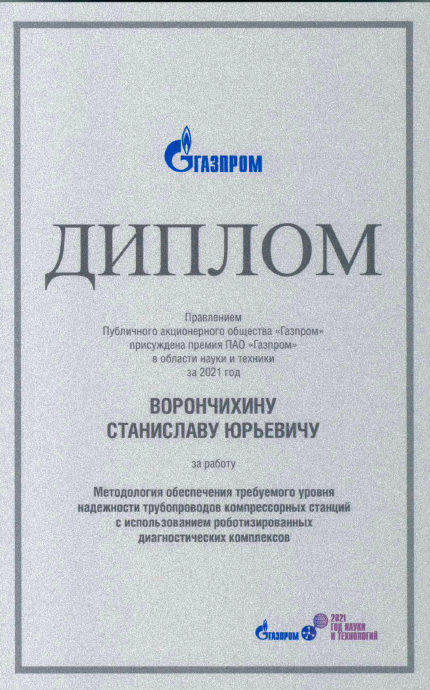 ГАЗПРОМ
ДИПЛОМ
Правлением
Публичного акционерного общества «Газпром»
присуждена премия ПАО «Газпром»
в области науки и техники
за 2021 год
ВОРОНЧИХИНУ
СТАНИСЛАВУ ЮРЬЕВИЧУ
за работу
Методология обеспечения требуемого уровня
надежности трубопроводов компрессорных станций
с использованием роботизированных
диагностических комплексов
ГАЗПРОМ
2021
ГОД НАУКИ
И ТЕХНОЛОГИЙ